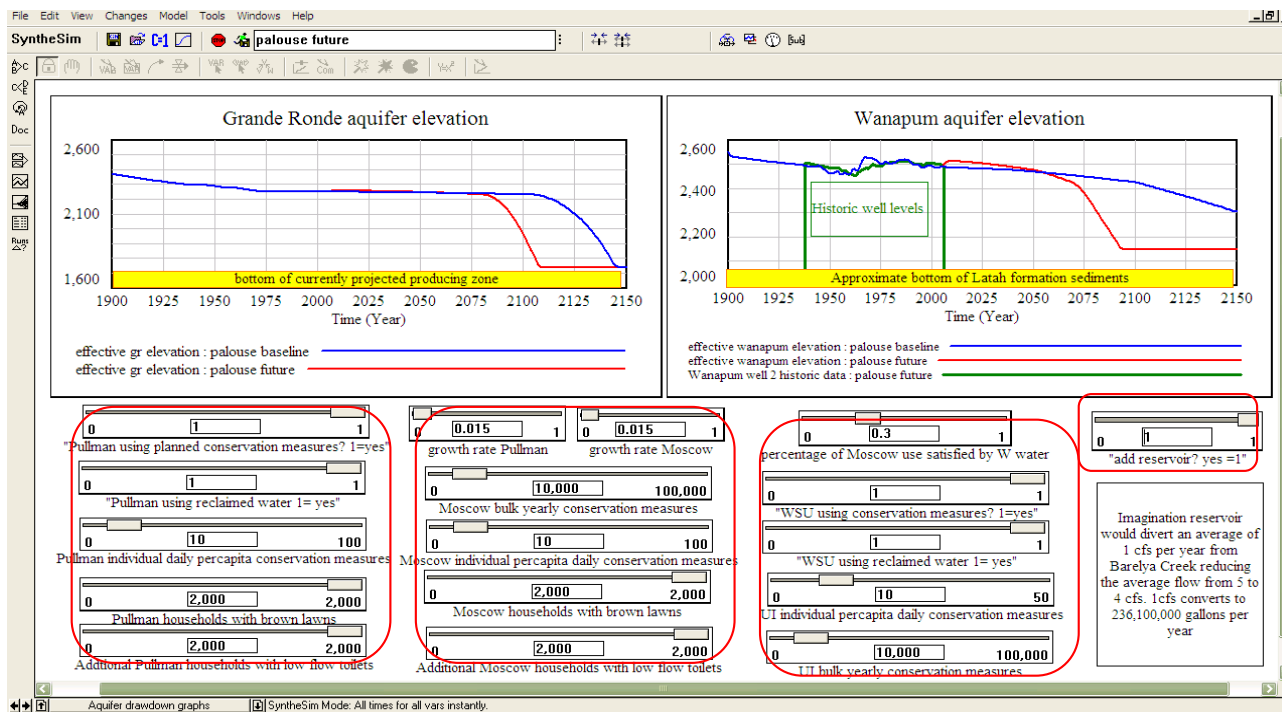 File Edit View Changes Model Tools Windows Help
SyntheSim palouse future
Doc
Runs
Grande Ronde aquifer elevation
2,600
2,100
1,600
bottom of currently projected producing zone
1900 1925 1950 1975 2000 2025 2050 2075 2100 2125 2150
Time (Year)
effective gr elevation : palouse baseline
effective gr elevation : palouse future
Wanapum aquifer elevation
2,600
2,400
2,200
2,000
Historic well levels
Approximate bottom of Latah formation sediments
1900 1925 1950 1975 2000 2025 2050 2075 2100 2125 2150
Time (Year)
effective wanapum elevation : palouse baseline
effective wanapum elevation : palouse future
Wanapum well 2 historic data : palouse future
0 1 1
"Pullman using planned conservation measures? 1=yes"
0 1 1
"Pullman using reclaimed water 1= yes"
0 10 100
Pullman individual daily percapita conservation measures
0 2,000 2,000
Pullman households with brown lawns
0 2,000 2,000
Addtional Pullman households with low flow toilets
0 0.015 1
growth rate Pullman
0 0.015 1
growth rate Moscow
0 10,000 100,000
Moscow bulk yearly conservation measures
0 10 100
Moscow individual percapita daily conservation measures
0 2,000 2,000
Moscow households with brown lawns
0 2,000 2,000
Additional Moscow households with low flow toilets
0 0.3 1
percentage of Moscow use satisfied by W water
0 1 1
"WSU using conservation measures? 1=yes"
0 1 1
"WSU using reclaimed water 1= yes"
0 10 50
UI individual percapita daily conservation measures
0 10,000 100,000
UI bulk yearly conservation measures
0 1 1
"add reservoir? yes =1"
Imagination reservoir
would divert an average of
1 cfs per year from
Barelya Creek reducing
the average flow from 5 to
4 cfs. 1cfs converts to
236,100,000 gallons per
year
Aquifer drawdown graphs SyntheSim Mode: All times for all vars instantly.